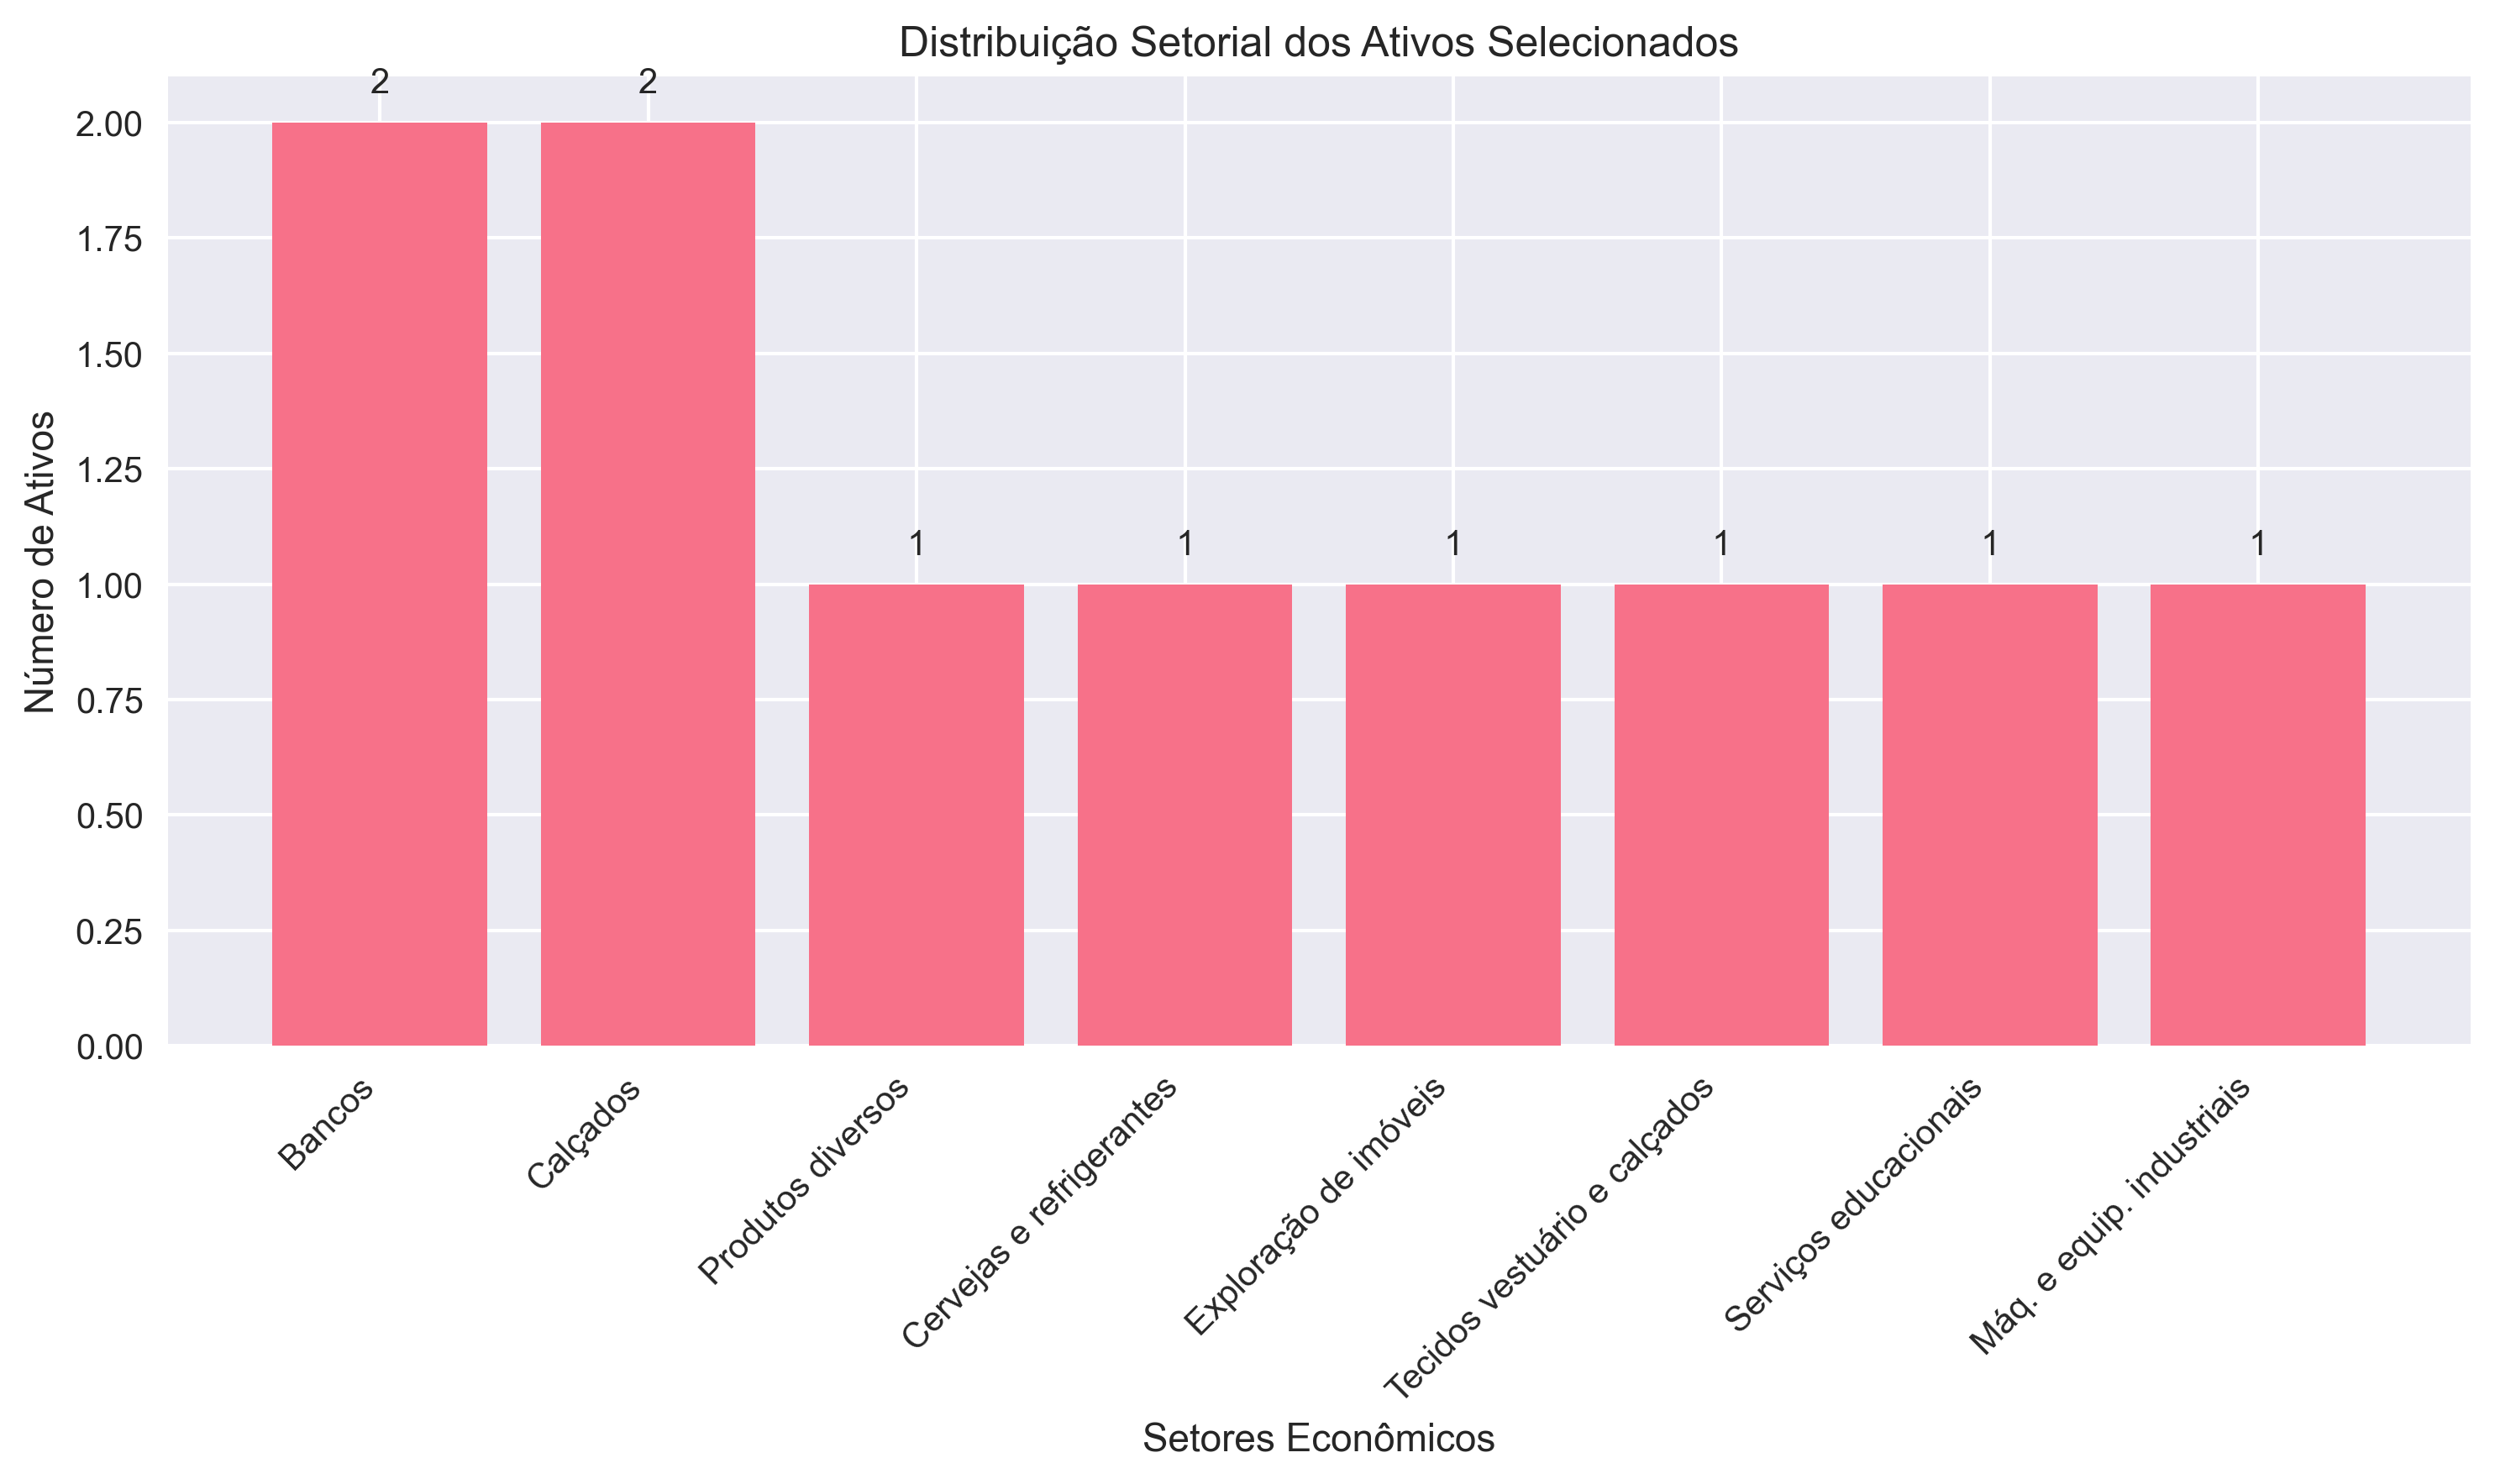 Distribuição Setorial dos Ativos Selecionados
2
2
1
1
1
1
1
1
2.00
1.75
1.50
1.25
1.00
0.75
0.50
0.25
0.00
Número de Ativos
Bancos
Calçados
Produtos diversos
Cervejas e refrigerantes
Exploração de imóveis
Tecidos vestuário e calçados
Serviços educacionais
Máq. e equip. industriais
Setores Econômicos